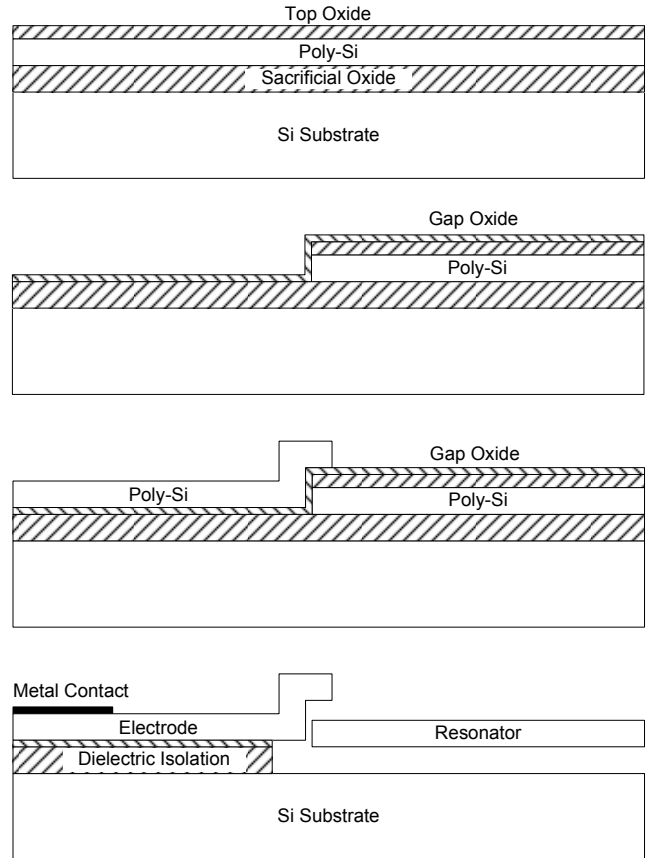 Top Oxide
Poly-Si
Sacrificial Oxide
Si Substrate
Gap Oxide
Poly-Si
Gap Oxide
Poly-Si
Poly-Si
Metal Contact
Electrode
Resonator
Dielectric Isolation
Si Substrate